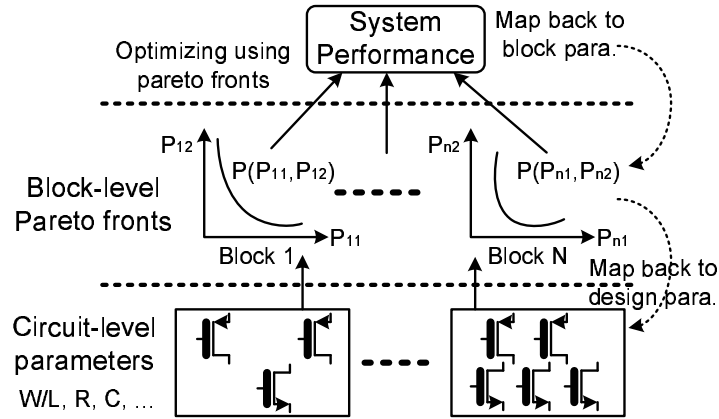 System
Performance
Map back to
block para.
Optimizing using
pareto fronts
P12
P(P11,P12)
P11
Block 1
Pn2
P(Pn1,Pn2)
Pn1
Block N
Block-level
Pareto fronts
Map back to
design para.
Circuit-level
parameters
W/L, R, C, ...